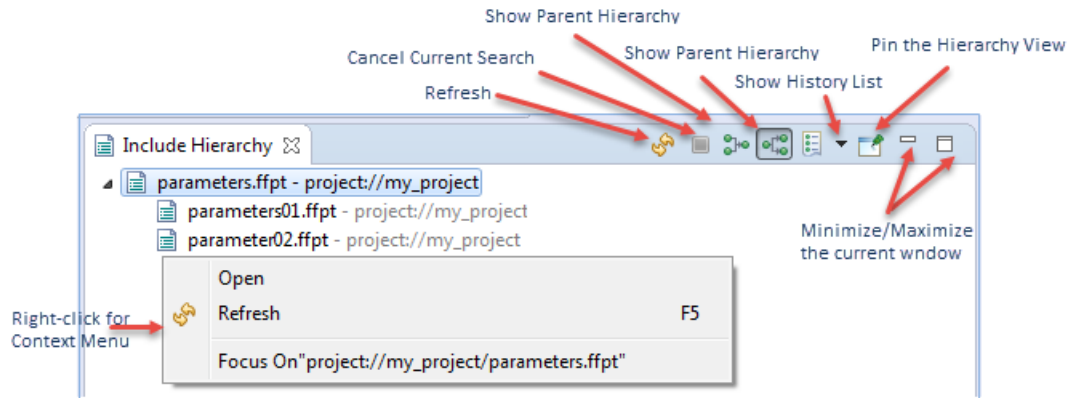 Show Parent Hierarchy
Cancel Current Search
Show Parent Hierarchy
Pin the Hierarchy View
Refresh
Show History List
Include Hierarchy
parameters.ffpt - project://my_project
parameters01.ffpt - project://my_project
parameter02.ffpt - project://my_project
Minimize/Maximize
the current wndow
Open
Refresh F5
Focus On"project://my_project/parameters.ffpt"
Right-click for
Context Menu